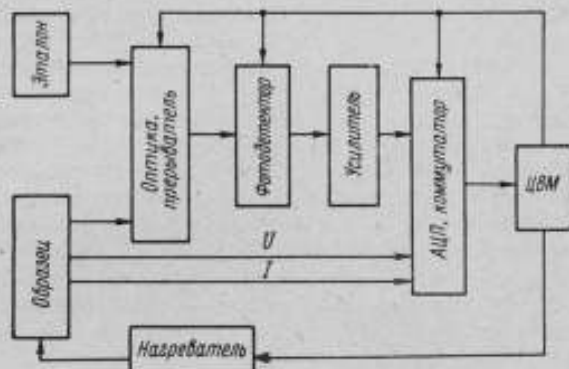 Эталон
Оптика,
прерыватель
Фотодетектор
Усилитель
АЦП, коммутатор
ЦВМ
Образец
U
I
Нагреватель